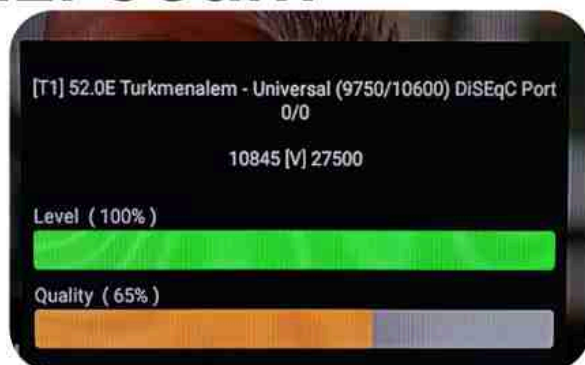 [T1] 52.0E Turkmenalem - Universal (9750/10600) DiSEqC Port
0/0
10845 [V] 27500
Level ( 100% )
Quality ( 65% )